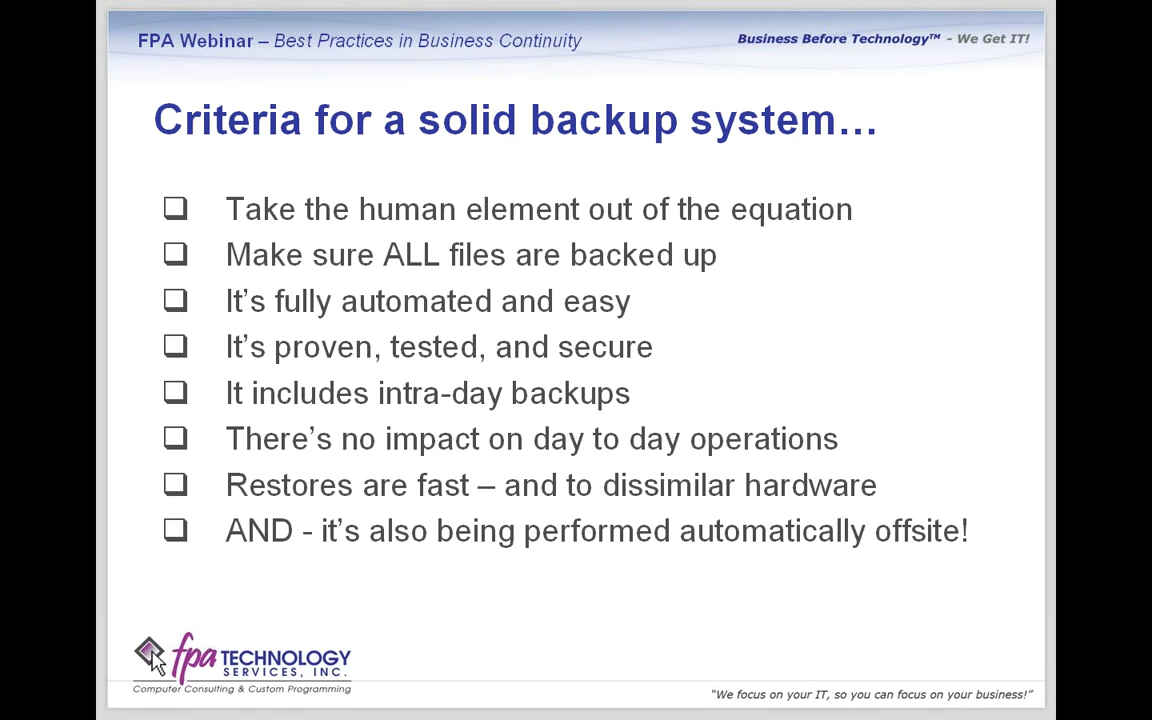 FPA Webinar – Best Practices in Business Continuity
Business Before Technology™ - We Get IT!
Criteria for a solid backup system…
❑ Take the human element out of the equation
❑ Make sure ALL files are backed up
❑ It’s fully automated and easy
❑ It’s proven, tested, and secure
❑ It includes intra-day backups
❑ There’s no impact on day to day operations
❑ Restores are fast – and to dissimilar hardware
❑ AND - it’s also being performed automatically offsite!
fpa TECHNOLOGY
SERVICES, INC.
Computer Consulting & Custom Programming
“We focus on your IT, so you can focus on your business!”